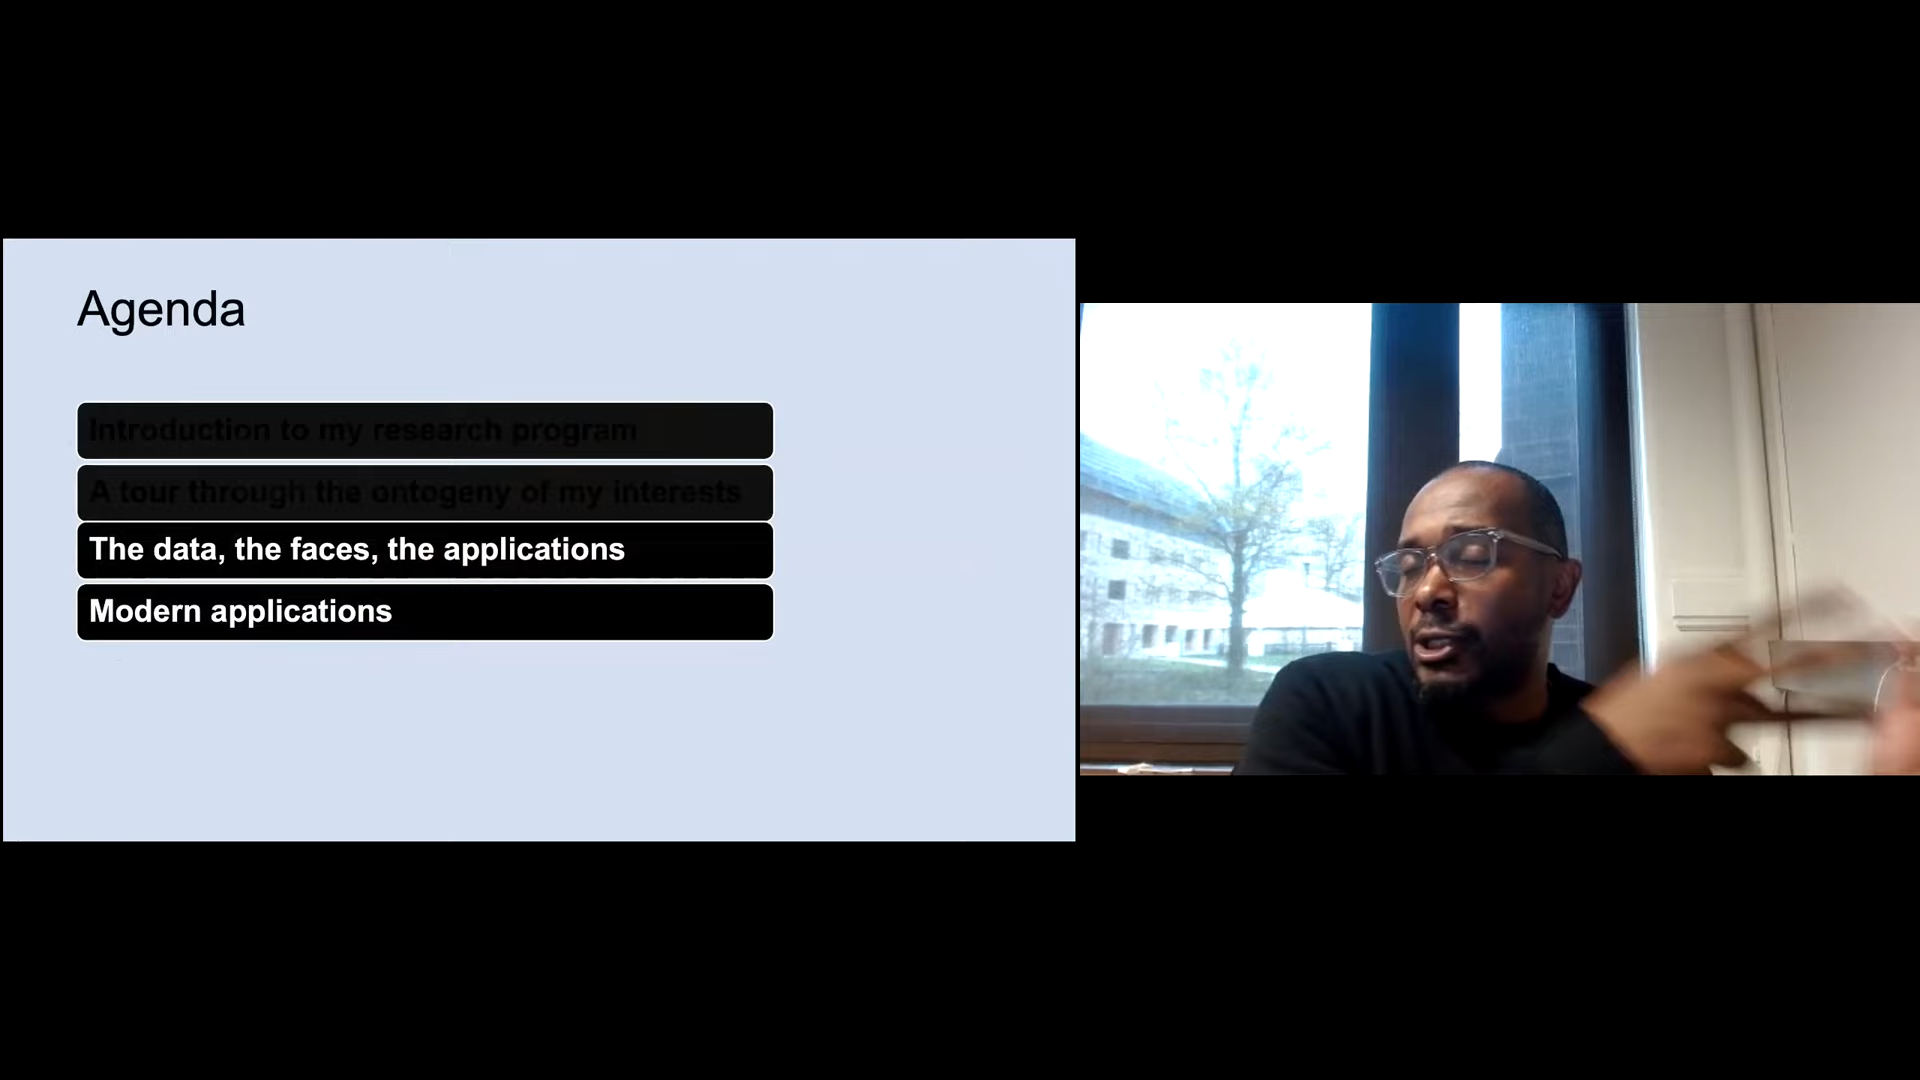 Agenda
Introduction to my research program
A tour through the ontogeny of my interests
The data, the faces, the applications
Modern applications